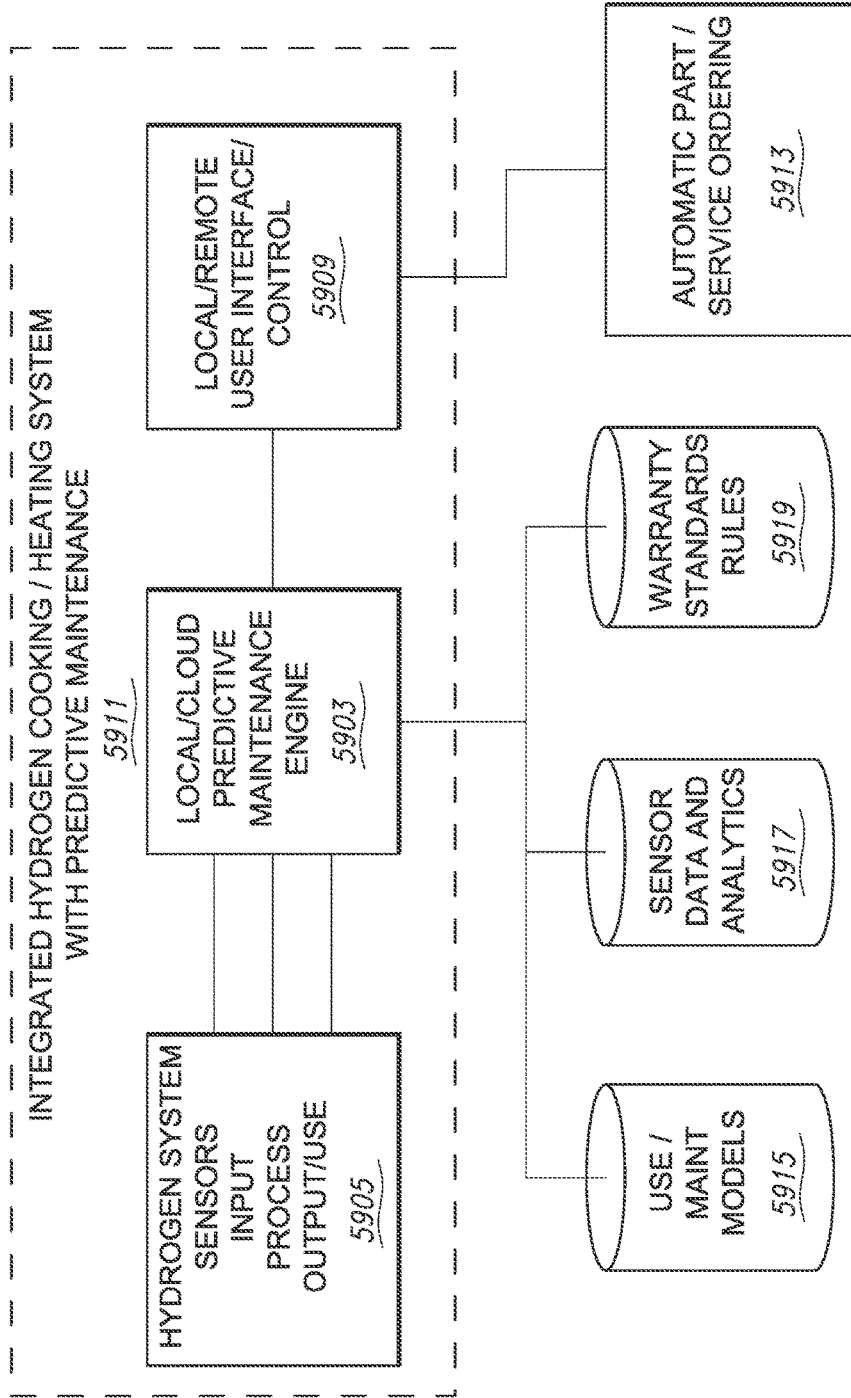 INTEGRATED HYDROGEN COOKING / HEATING SYSTEM
WITH PREDICTIVE MAINTENANCE
5911
HYDROGEN SYSTEM
SENSORS
INPUT
PROCESS
OUTPUT/USE
5905
LOCAL/CLOUD
PREDICTIVE
MAINTENANCE
ENGINE
5903
LOCAL/REMOTE
USER INTERFACE/
CONTROL
5909
USE /
MAINT
MODELS
5915
SENSOR
DATA AND
ANALYTICS
5917
WARRANTY
STANDARDS
RULES
5919
AUTOMATIC PART /
SERVICE ORDERING
5913